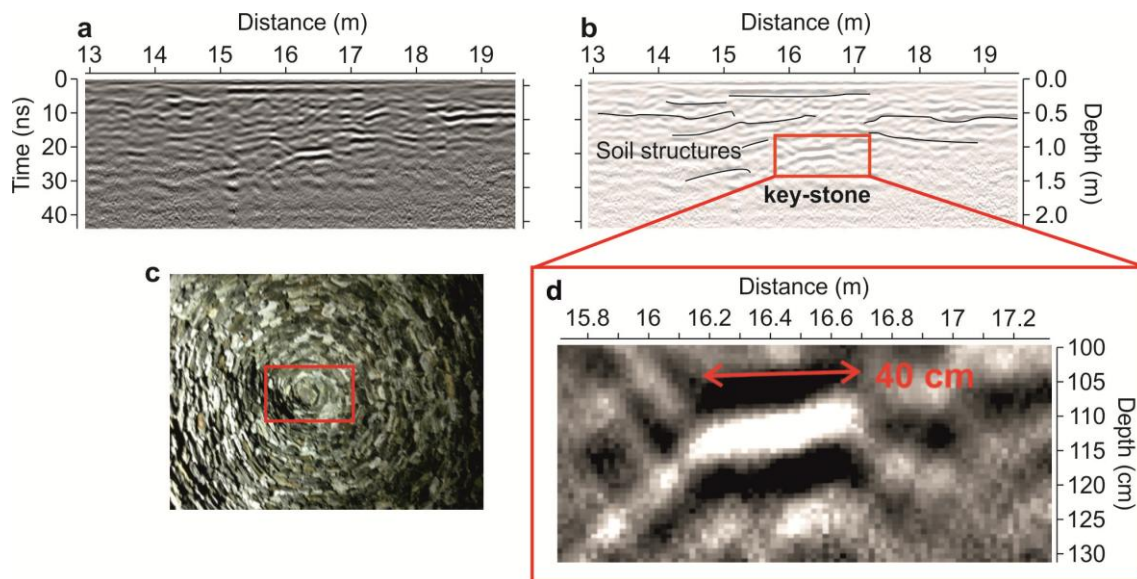 a
Distance (m)
13 14 15 16 17 18 19
Time (ns)
0
10
20
30
40
b
Distance (m)
13 14 15 16 17 18 19
0.0
0.5
1.0
1.5
2.0
Depth (m)
Soil structures
key-stone
c
d
Distance (m)
15.8 16 16.2 16.4 16.6 16.8 17 17.2
40 cm
100
105
110
115
120
125
130
Depth (cm)